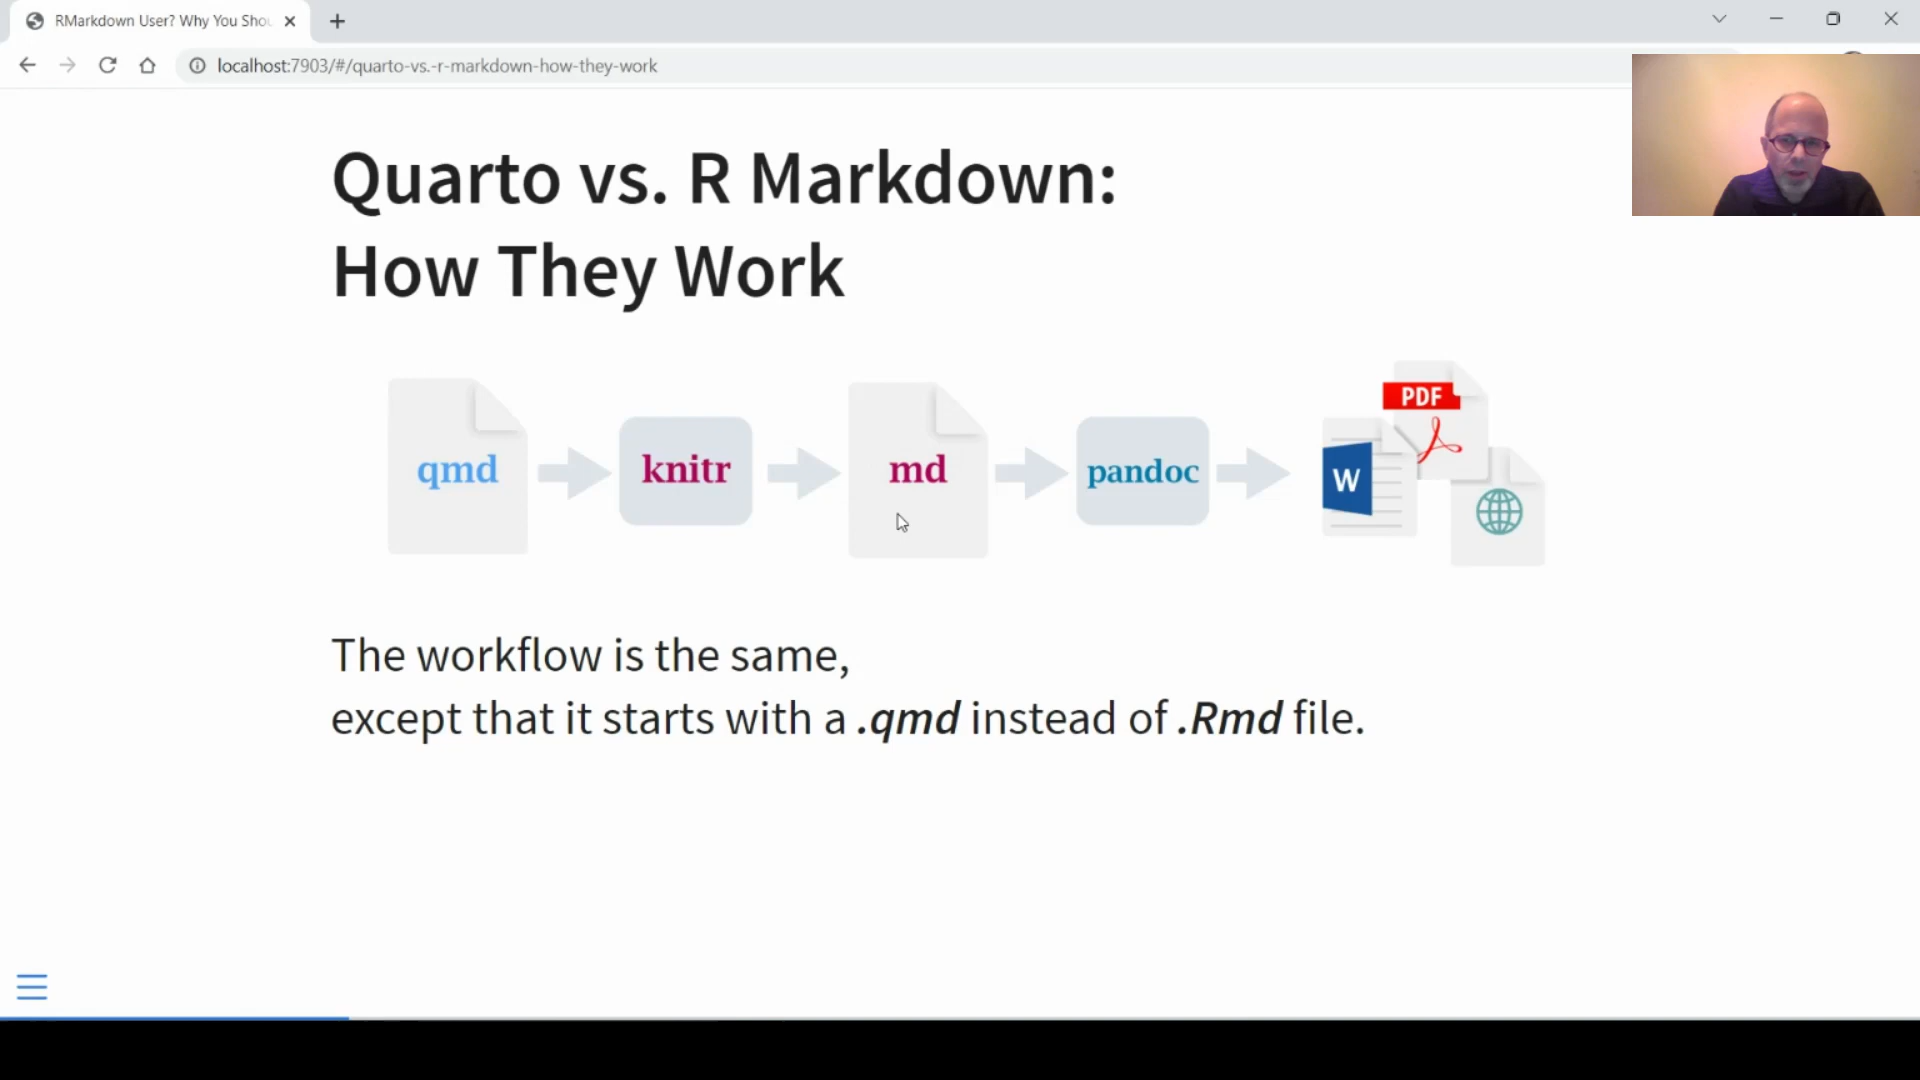 RMarkdown User? Why You Shou
localhost:7903/#/quarto-vs.-r-markdown-how-they-work
Quarto vs. R Markdown:
How They Work
qmd
knitr
md
pandoc
PDF
W
The workflow is the same,
except that it starts with a .qmd instead of .Rmd file.